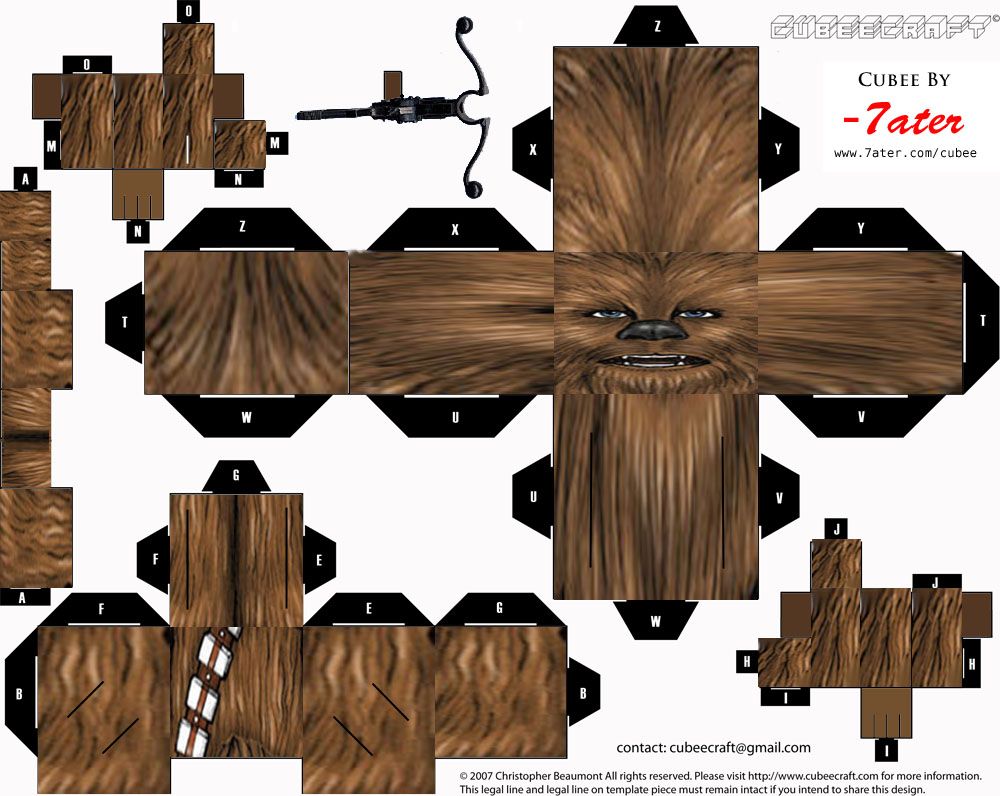 CUBEECRAFT©
CUBEE BY
-7ater
www.7ater.com/cubee
O
Z
O
X
Y
M
M
N
A
N
Z
X
Y
T
T
W
U
V
G
U
V
F
E
J
A
F
E
G
W
J
H
H
B
B
I
I
contact: cubeecraft@gmail.com
© 2007 Christopher Beaumont All rights reserved. Please visit http://www.cubeecraft.com for more information.
This legal line and legal line on template piece must remain intact if you intend to share this design.